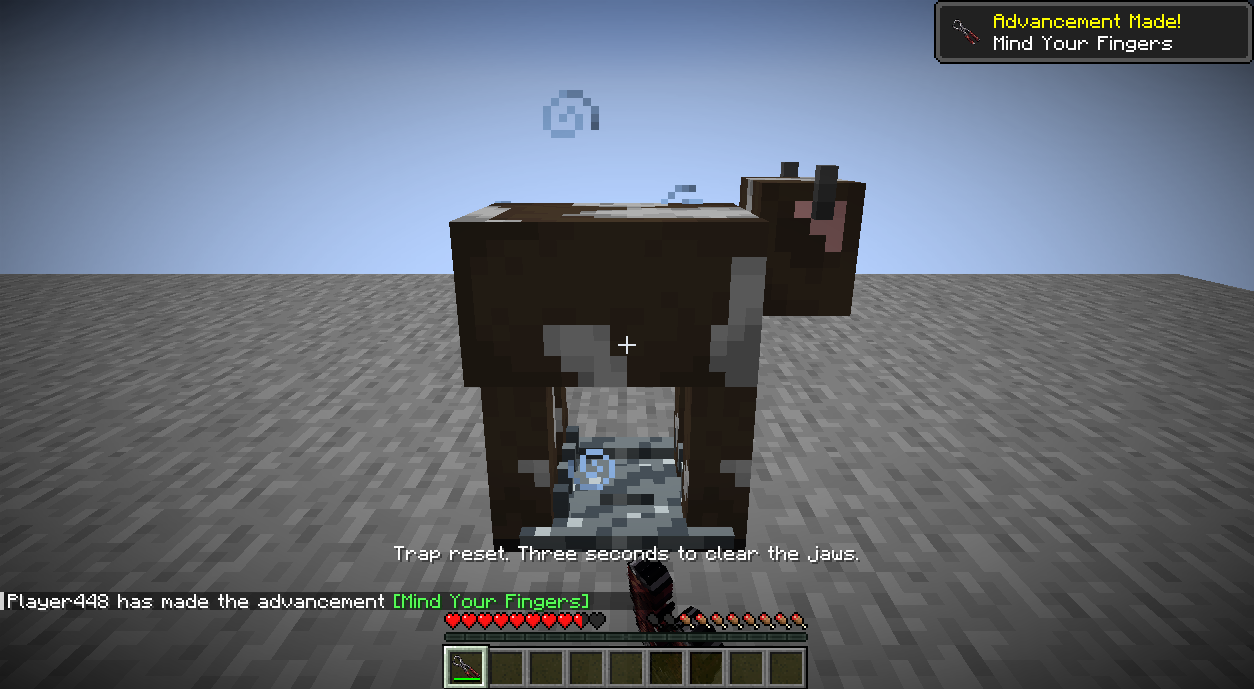 Advancement Made!
Mind Your Fingers
Trap reset. Three seconds to clear the jaws.
Player448 has made the advancement [Mind Your Fingers]